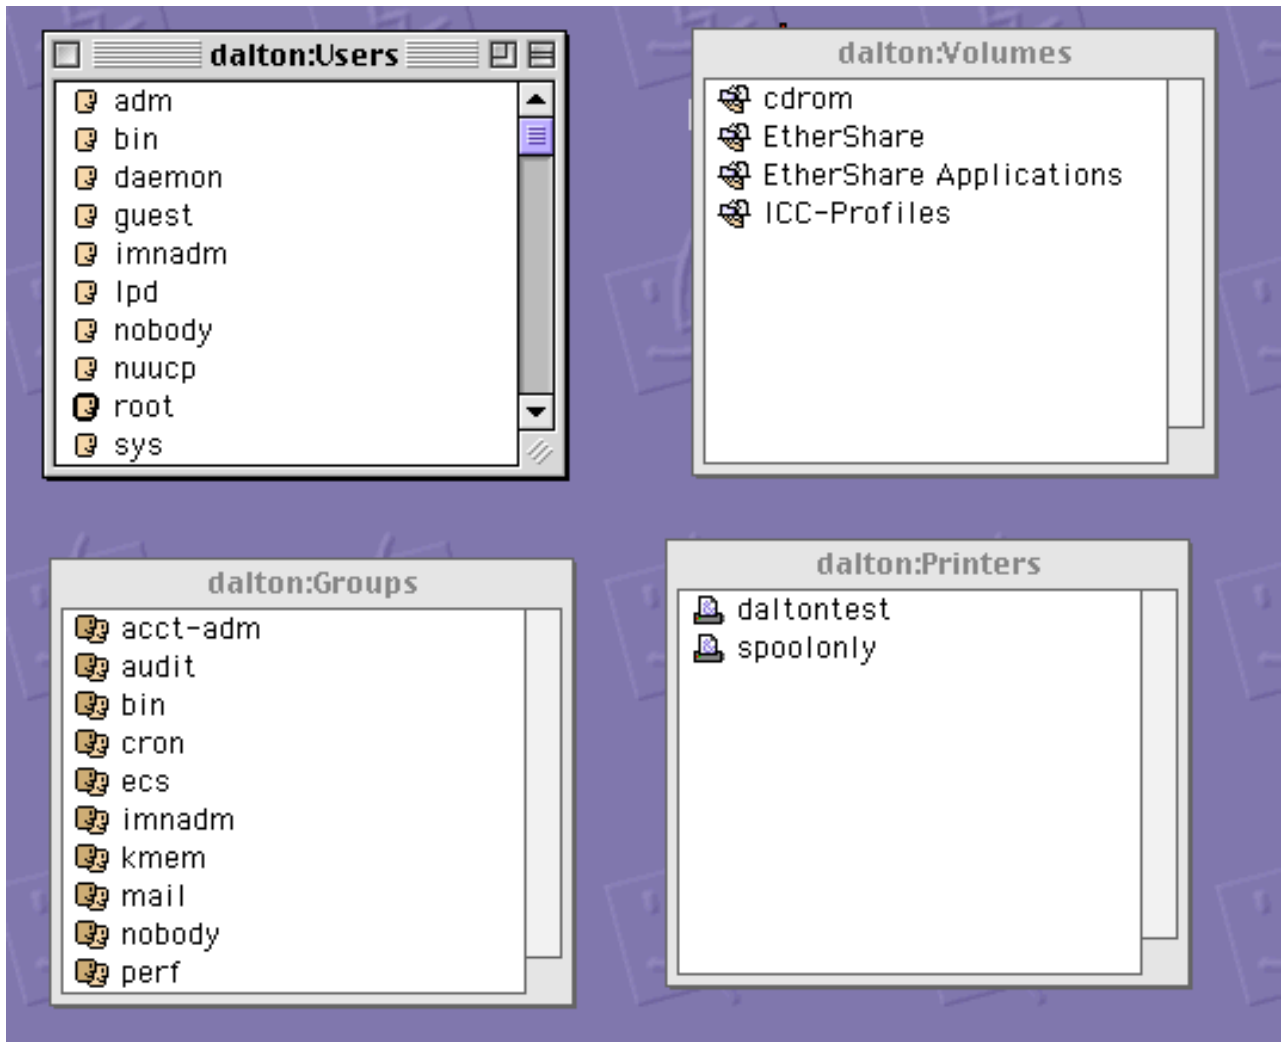 dalton:Users
adm
bin
daemon
guest
imnadm
lpd
nobody
nuucp
root
sys
dalton:Volumes
cdrom
EtherShare
EtherShare Applications
ICC-Profiles
dalton:Groups
acct-adm
audit
bin
cron
ecs
imnadm
kmem
mail
nobody
perf
dalton:Printers
daltontest
spoolonly